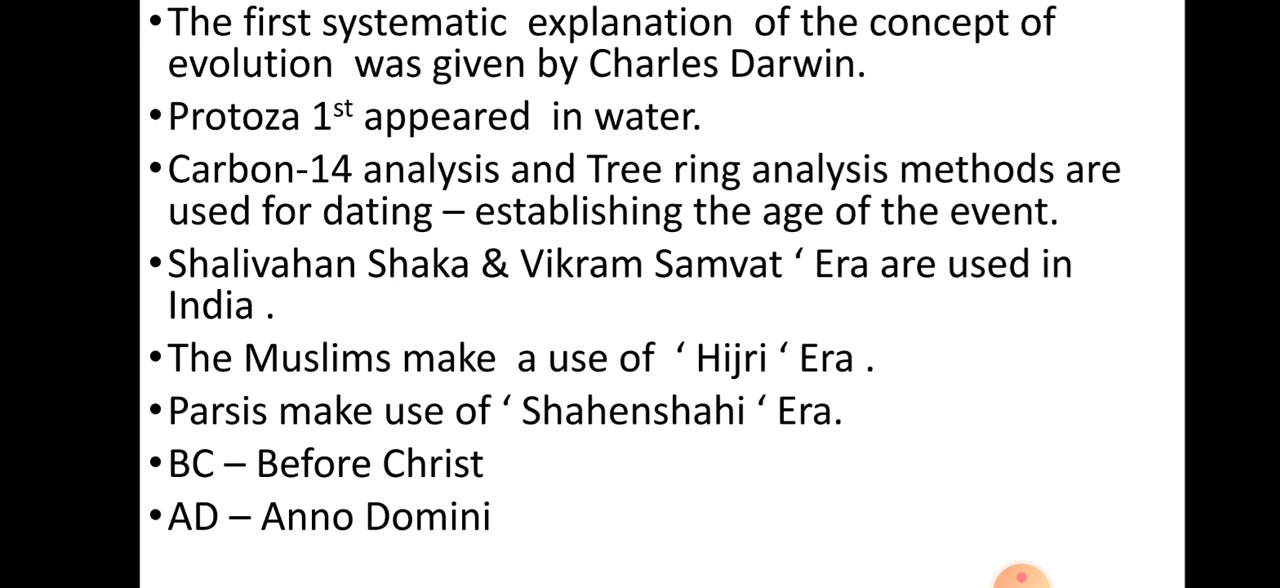 •The first systematic  explanation  of the concept of
evolution  was given by Charles Darwin.
•Protoza 1st appeared  in water.
•Carbon-14 analysis and Tree ring analysis methods are
used for dating – establishing the age of the event.
•Shalivahan Shaka & Vikram Samvat ‘ Era are used in
India .
•The Muslims make  a use of  ‘ Hijri ‘ Era .
•Parsis make use of ‘ Shahenshahi ‘ Era.
•BC – Before Christ
•AD – Anno Domini